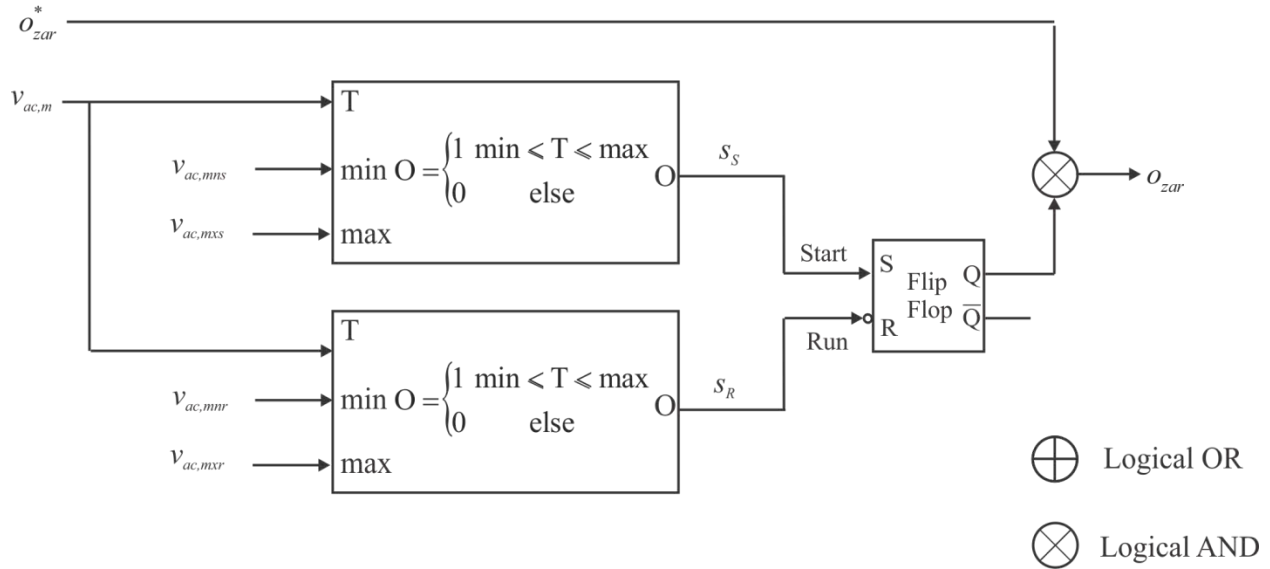 o*zar
vac,m
T
min O = {1 min < T ⩽ max
0 else
O
max
vac,mns
vac,mxs
sS
Start
S
Flip
Flop
Q
Q̅
R
Run
ozar
T
min O = {1 min < T ⩽ max
0 else
O
max
vac,mnr
vac,mxr
sR
Logical OR
Logical AND